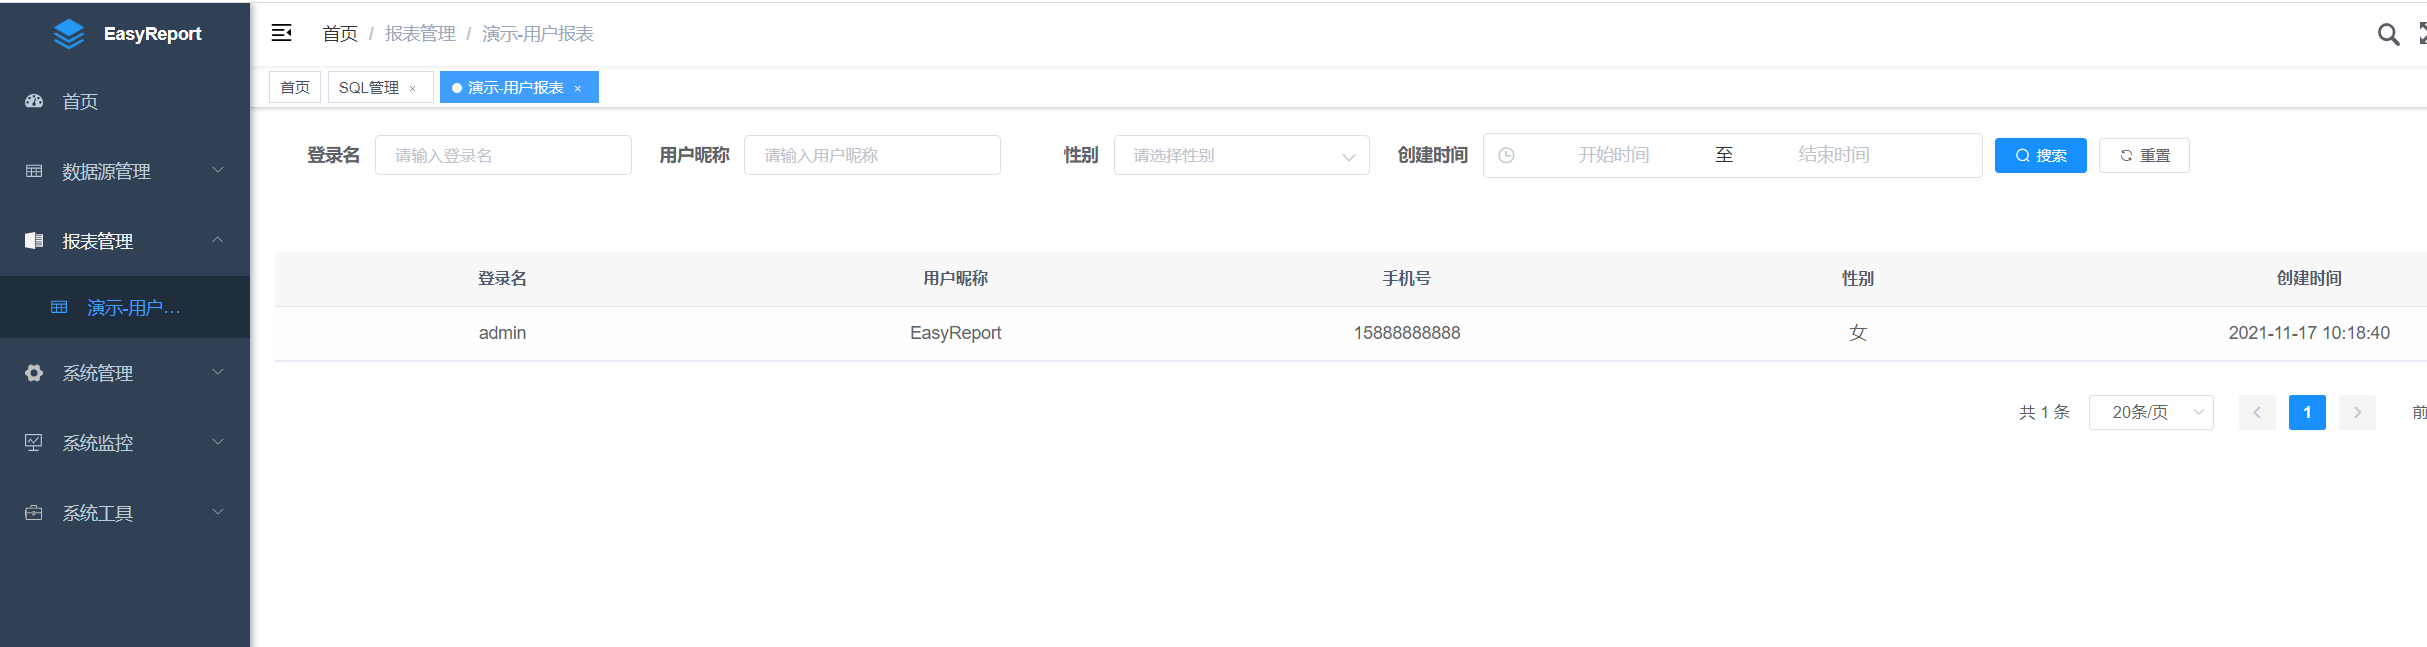 EasyReport
首页
数据源管理
报表管理
演示-用户...
系统管理
系统监控
系统工具
首页 / 报表管理 / 演示-用户报表
首页 SQL管理 × 演示-用户报表 ×
登录名 请输入登录名 用户昵称 请输入用户昵称 性别 请选择性别 创建时间 开始时间 至 结束时间 搜索 重置
登录名 用户昵称 手机号 性别 创建时间
admin EasyReport 15888888888 女 2021-11-17 10:18:40
共 1 条 20条/页 1 前